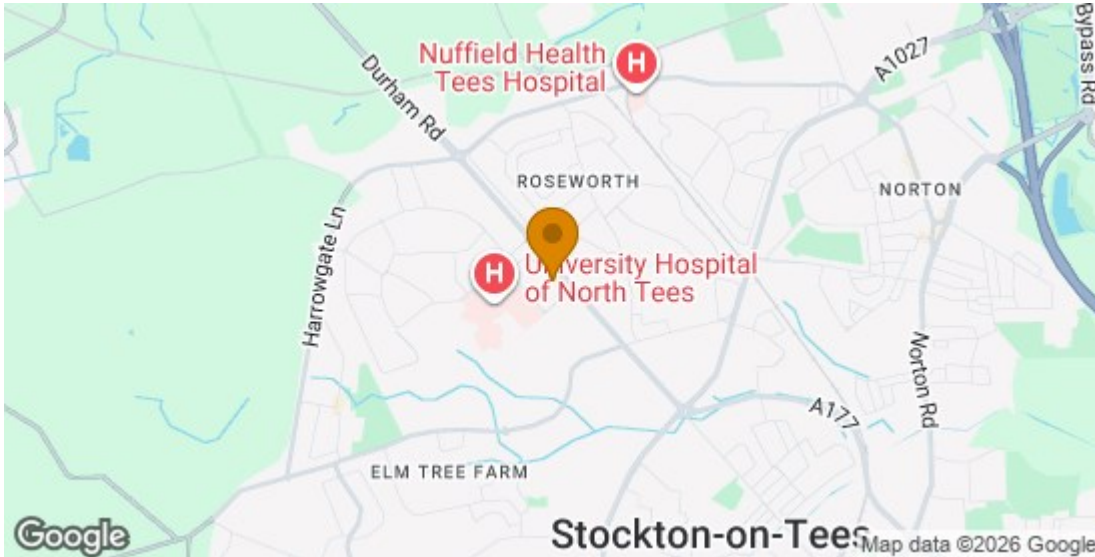 Nuffield Health
Tees Hospital
H
A1027
Bypass Rd
Durham Rd
ROSEWORTH
NORTON
Harrowgate Ln
H
University Hospital
of North Tees
Norton Rd
A177
ELM TREE FARM
Stockton-on-Tees
Google
Map data ©2026 Google